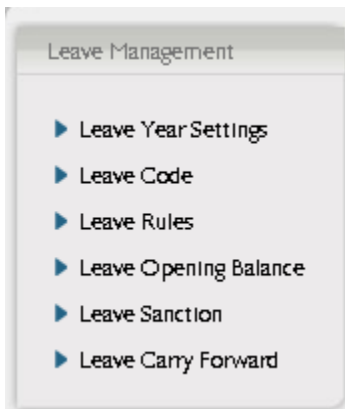 Leave Management
Leave Year Settings
Leave Code
Leave Rules
Leave Opening Balance
Leave Sanction
Leave Carry Forward